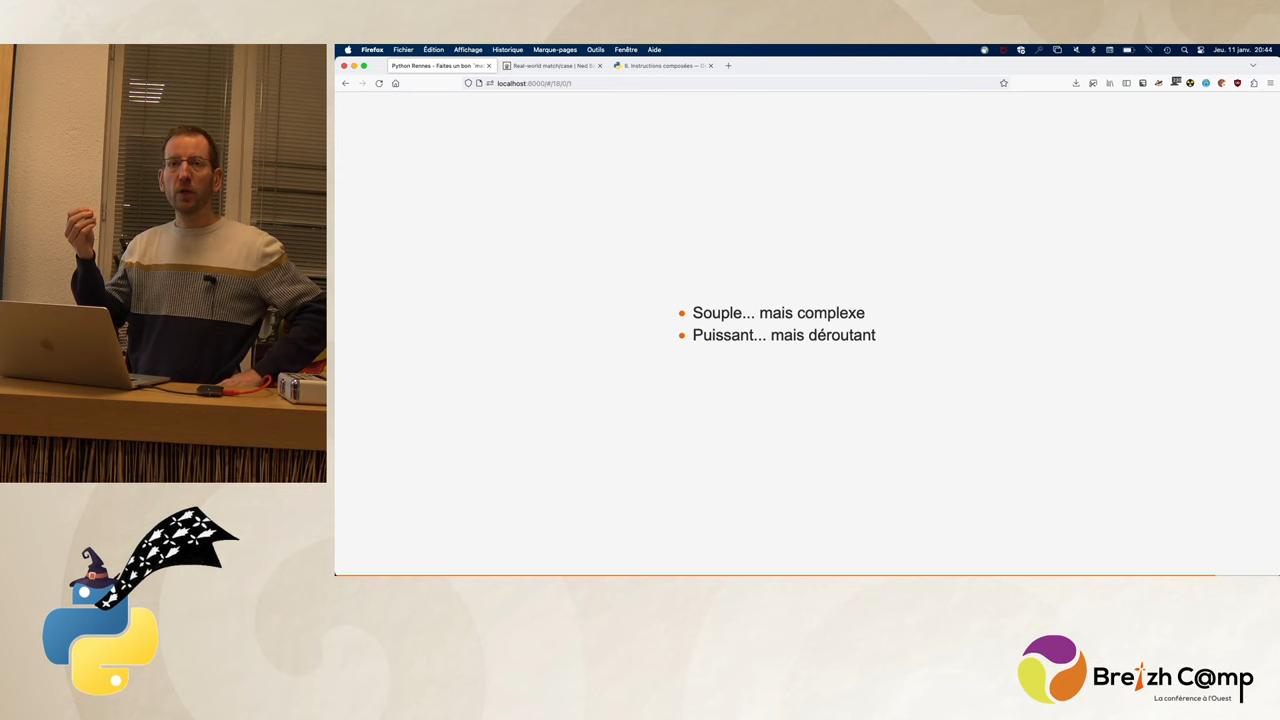 Firefox Fichier Édition Affichage Historique Marque-pages Outils Fenêtre Aide
Jeu. 11 janv. 20:44
Python Rennes - Faites un bon "ma
Real-world match/case | Ned B
8. Instructions composées — D
localhost:8000/#/18/0/1
Souple... mais complexe
Puissant... mais déroutant
Breizh C@mp
La conférence à l'Ouest